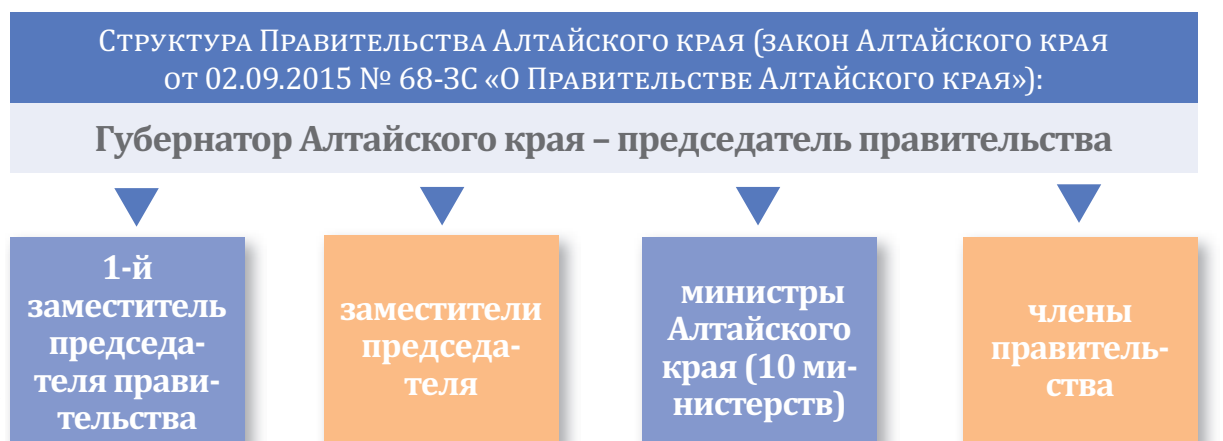 Структура Правительства Алтайского края (закон Алтайского края
от 02.09.2015 № 68-ЗС «О Правительстве Алтайского края»):
Губернатор Алтайского края – председатель правительства
1-й
заместитель
председа-
теля прави-
тельства
заместители
председа-
теля
министры
Алтайского
края (10 ми-
нистерств)
члены
правитель-
ства